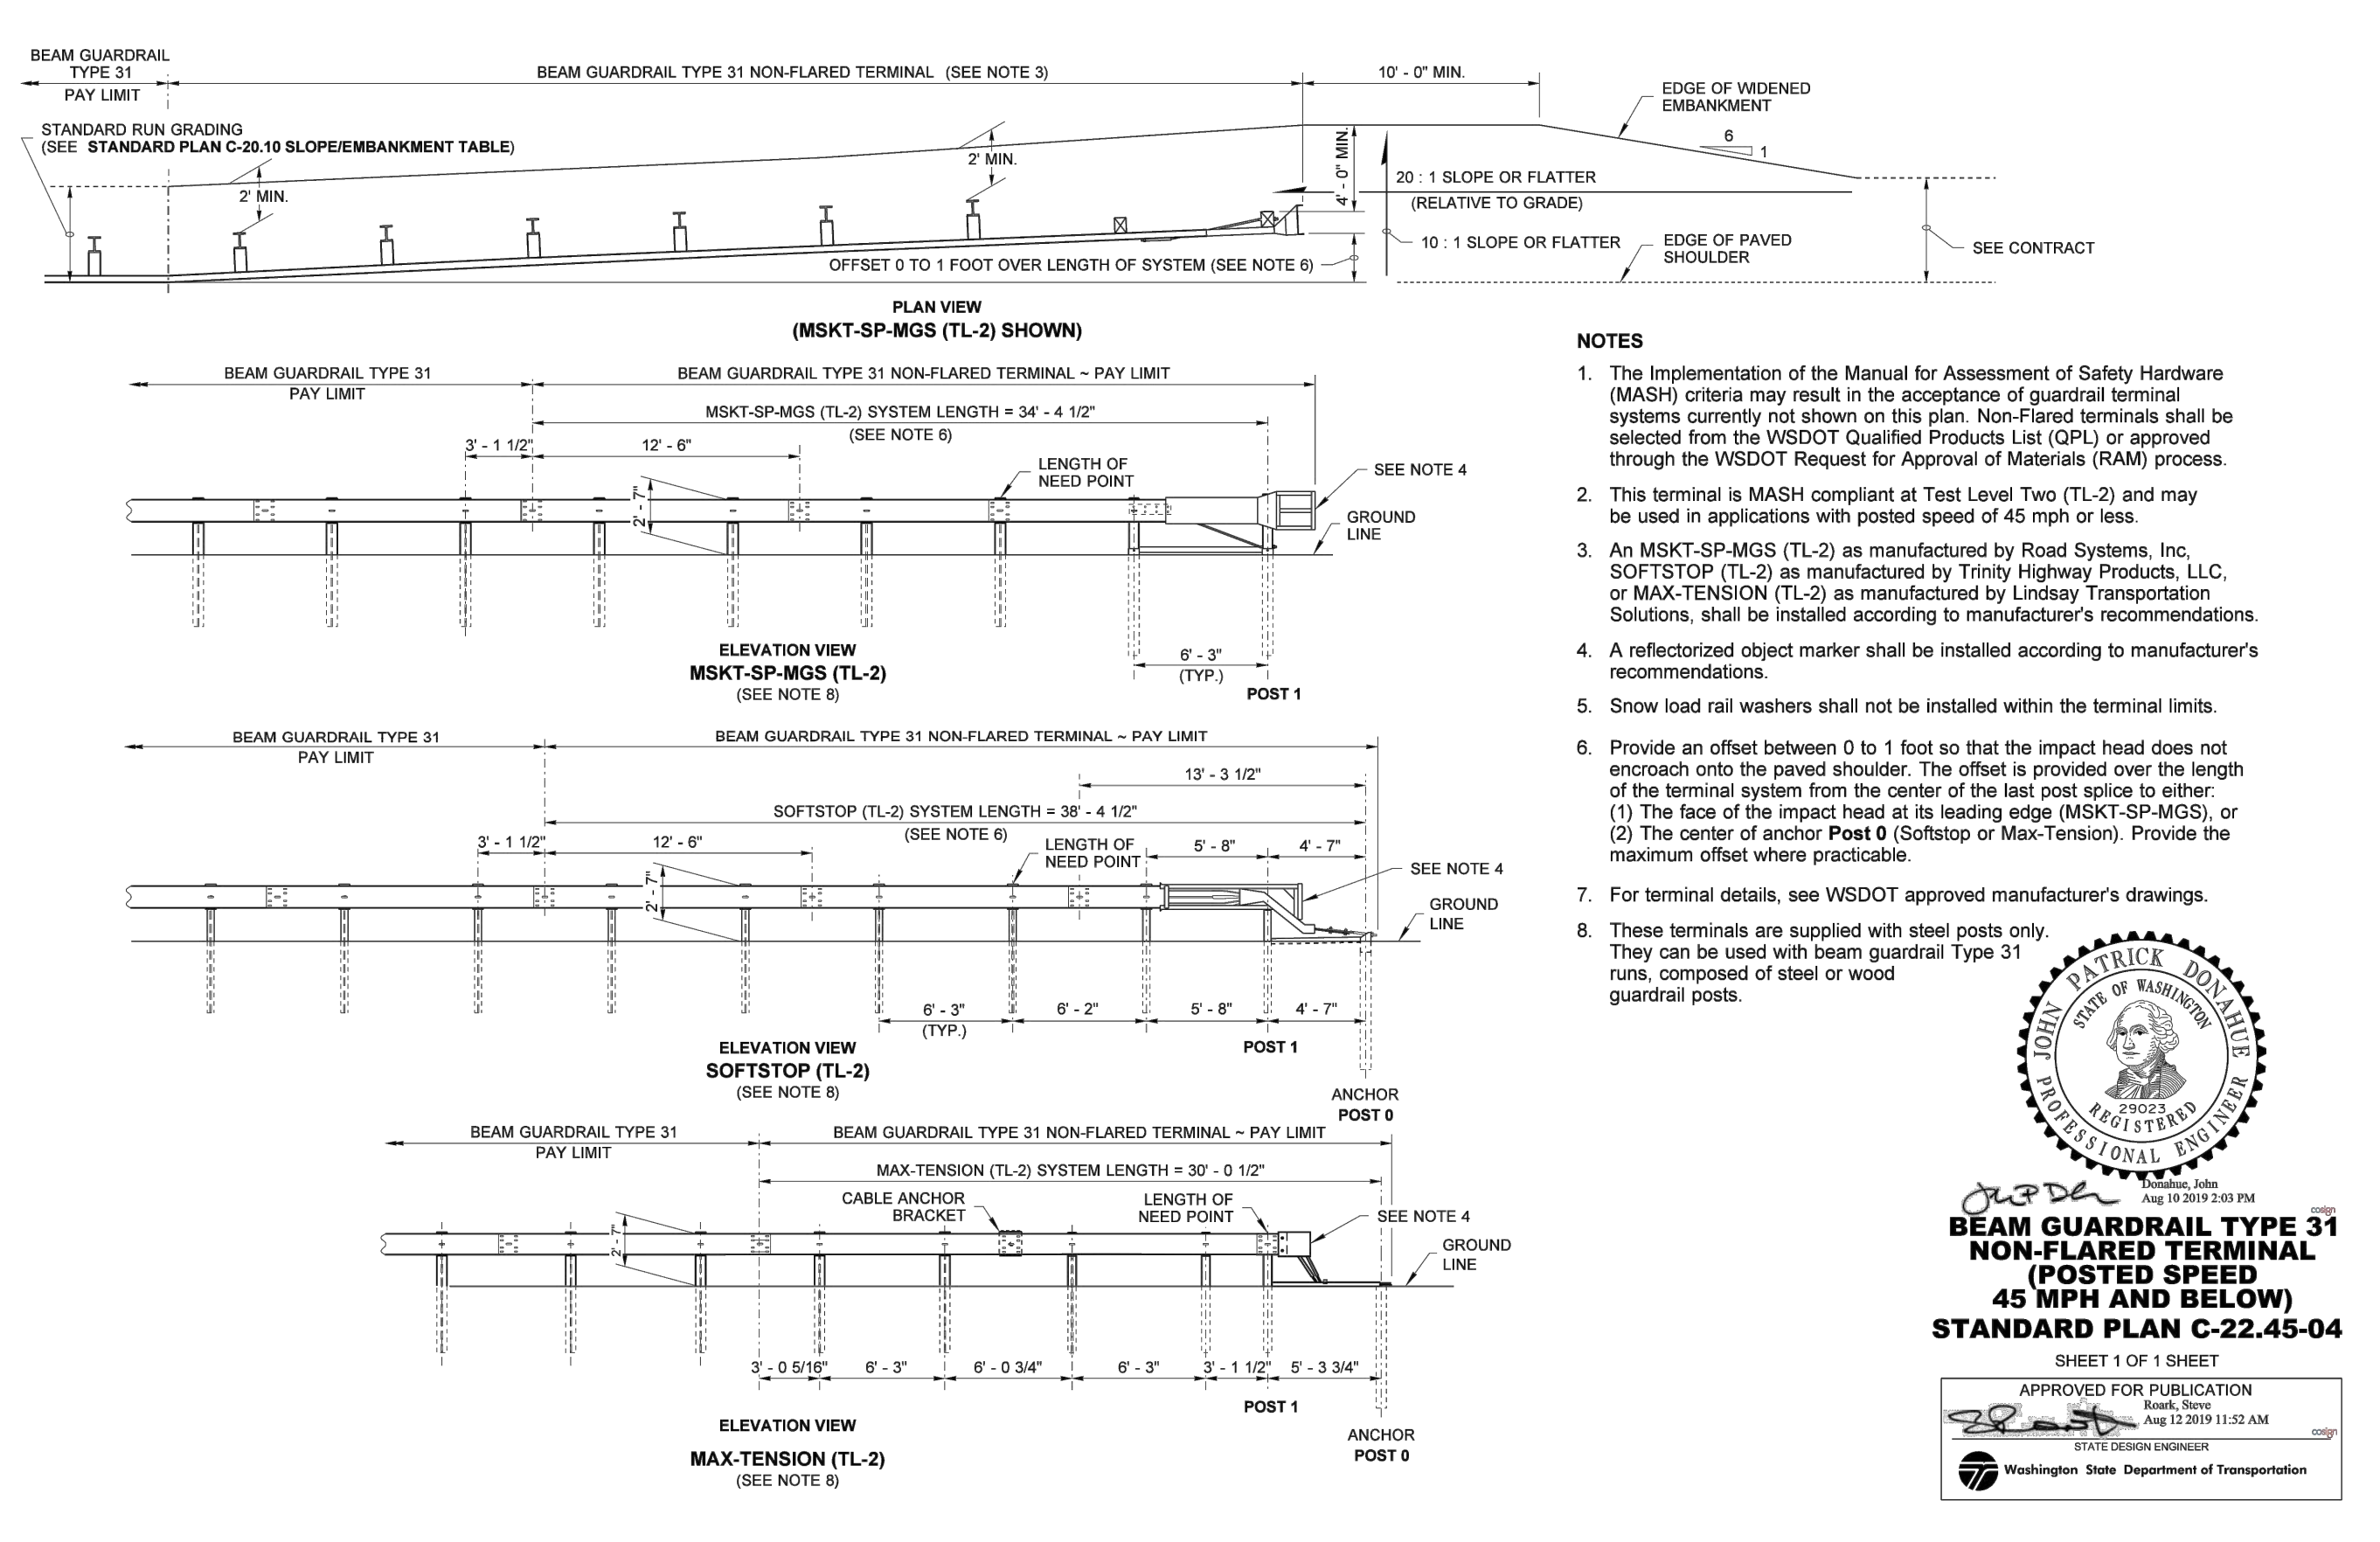 BEAM GUARDRAIL
TYPE 31
PAY LIMIT
BEAM GUARDRAIL TYPE 31 NON-FLARED TERMINAL (SEE NOTE 3)
10' - 0" MIN.
EDGE OF WIDENED
EMBANKMENT
STANDARD RUN GRADING
(SEE STANDARD PLAN C-20.10 SLOPE/EMBANKMENT TABLE)
6
1
2' MIN.
2' MIN.
4' - 0" MIN.
20 : 1 SLOPE OR FLATTER
(RELATIVE TO GRADE)
10 : 1 SLOPE OR FLATTER
EDGE OF PAVED
SHOULDER
SEE CONTRACT
OFFSET 0 TO 1 FOOT OVER LENGTH OF SYSTEM (SEE NOTE 6)
PLAN VIEW
(MSKT-SP-MGS (TL-2) SHOWN)
BEAM GUARDRAIL TYPE 31
PAY LIMIT
BEAM GUARDRAIL TYPE 31 NON-FLARED TERMINAL ~ PAY LIMIT
MSKT-SP-MGS (TL-2) SYSTEM LENGTH = 34' - 4 1/2"
(SEE NOTE 6)
3' - 1 1/2"
12' - 6"
2' - 7"
LENGTH OF
NEED POINT
SEE NOTE 4
GROUND
LINE
6' - 3"
(TYP.)
POST 1
ELEVATION VIEW
MSKT-SP-MGS (TL-2)
(SEE NOTE 8)
BEAM GUARDRAIL TYPE 31
PAY LIMIT
BEAM GUARDRAIL TYPE 31 NON-FLARED TERMINAL ~ PAY LIMIT
13' - 3 1/2"
SOFTSTOP (TL-2) SYSTEM LENGTH = 38' - 4 1/2"
(SEE NOTE 6)
3' - 1 1/2"
12' - 6"
2' - 7"
LENGTH OF
NEED POINT
5' - 8"
4' - 7"
SEE NOTE 4
GROUND
LINE
6' - 3"
(TYP.)
6' - 2"
5' - 8"
4' - 7"
POST 1
ANCHOR
POST 0
ELEVATION VIEW
SOFTSTOP (TL-2)
(SEE NOTE 8)
BEAM GUARDRAIL TYPE 31
PAY LIMIT
BEAM GUARDRAIL TYPE 31 NON-FLARED TERMINAL ~ PAY LIMIT
MAX-TENSION (TL-2) SYSTEM LENGTH = 30' - 0 1/2"
CABLE ANCHOR
BRACKET
LENGTH OF
NEED POINT
SEE NOTE 4
2' - 7"
GROUND
LINE
3' - 0 5/16"
6' - 3"
6' - 0 3/4"
6' - 3"
3' - 1 1/2"
5' - 3 3/4"
POST 1
ANCHOR
POST 0
ELEVATION VIEW
MAX-TENSION (TL-2)
(SEE NOTE 8)
NOTES
1. The Implementation of the Manual for Assessment of Safety Hardware
(MASH) criteria may result in the acceptance of guardrail terminal
systems currently not shown on this plan. Non-Flared terminals shall be
selected from the WSDOT Qualified Products List (QPL) or approved
through the WSDOT Request for Approval of Materials (RAM) process.
2. This terminal is MASH compliant at Test Level Two (TL-2) and may
be used in applications with posted speed of 45 mph or less.
3. An MSKT-SP-MGS (TL-2) as manufactured by Road Systems, Inc,
SOFTSTOP (TL-2) as manufactured by Trinity Highway Products, LLC,
or MAX-TENSION (TL-2) as manufactured by Lindsay Transportation
Solutions, shall be installed according to manufacturer's recommendations.
4. A reflectorized object marker shall be installed according to manufacturer's
recommendations.
5. Snow load rail washers shall not be installed within the terminal limits.
6. Provide an offset between 0 to 1 foot so that the impact head does not
encroach onto the paved shoulder. The offset is provided over the length
of the terminal system from the center of the last post splice to either:
(1) The face of the impact head at its leading edge (MSKT-SP-MGS), or
(2) The center of anchor Post 0 (Softstop or Max-Tension). Provide the
maximum offset where practicable.
7. For terminal details, see WSDOT approved manufacturer's drawings.
8. These terminals are supplied with steel posts only.
They can be used with beam guardrail Type 31
runs, composed of steel or wood
guardrail posts.
JOHN PATRICK DONAHUE
STATE OF WASHINGTON
29023
REGISTERED
PROFESSIONAL ENGINEER
Donahue, John
Aug 10 2019 2:03 PM
cosign
BEAM GUARDRAIL TYPE 31
NON-FLARED TERMINAL
(POSTED SPEED
45 MPH AND BELOW)
STANDARD PLAN C-22.45-04
SHEET 1 OF 1 SHEET
APPROVED FOR PUBLICATION
Roark, Steve
Aug 12 2019 11:52 AM
cosign
STATE DESIGN ENGINEER
Washington State Department of Transportation